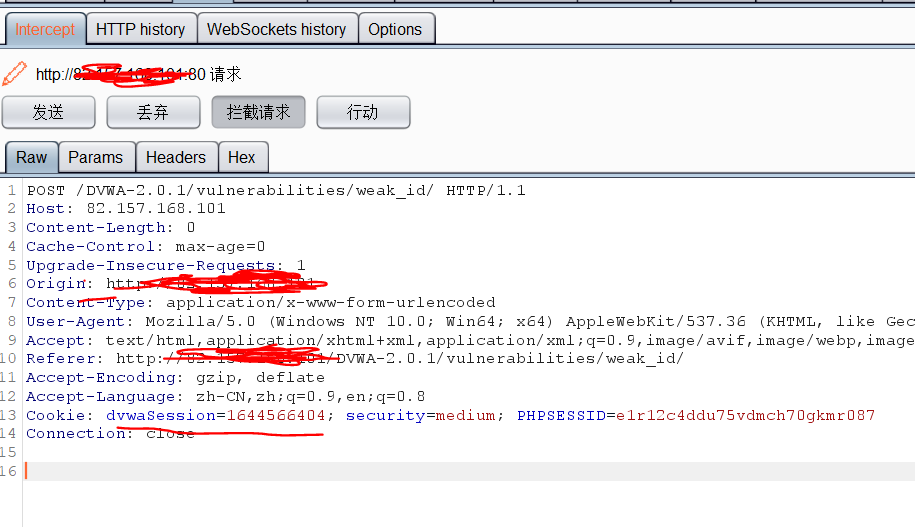 Intercept HTTP history WebSockets history Options
:80 请求
发送 丢弃 拦截请求 行动
Raw Params Headers Hex
1 POST /DVWA-2.0.1/vulnerabilities/weak_id/ HTTP/1.1
2 Host: 82.157.168.101
3 Content-Length: 0
4 Cache-Control: max-age=0
5 Upgrade-Insecure-Requests: 1
6 Origin:
7 Content-Type: application/x-www-form-urlencoded
8 User-Agent: Mozilla/5.0 (Windows NT 10.0; Win64; x64) AppleWebKit/537.36 (KHTML, like Gec
9 Accept: text/html,application/xhtml+xml,application/xml;q=0.9,image/avif,image/webp,image
10 Referer: http://DVWA-2.0.1/vulnerabilities/weak_id/
11 Accept-Encoding: gzip, deflate
12 Accept-Language: zh-CN,zh;q=0.9,en;q=0.8
13 Cookie: dvwaSession=1644566404; security=medium; PHPSESSID=e1r12c4ddu75vdmch70gkmr087
14 Connection: close
15
16